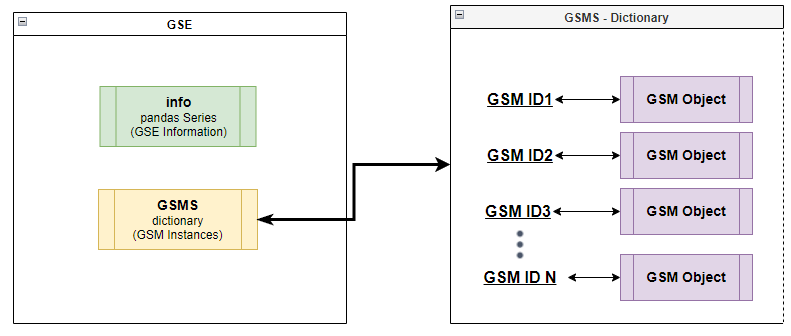 GSE
info
pandas Series
(GSE Information)
GSMS
dictionary
(GSM Instances)
GSMS - Dictionary
GSM ID1
GSM Object
GSM ID2
GSM Object
GSM ID3
GSM Object
GSM ID N
GSM Object